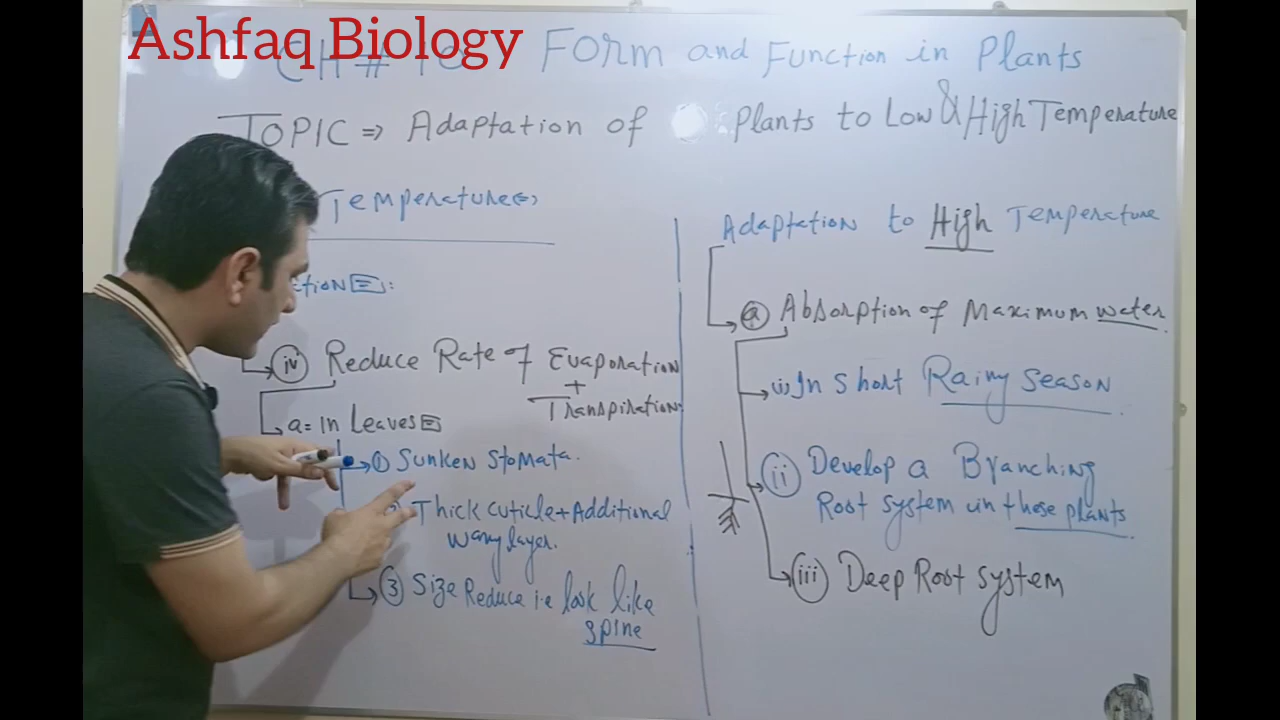 Ashfaq Biology
CH# 10 Form and Function in Plants
TOPIC => Adaptation of Plants to Low & High Temperature
Temperature
ction:
(iv) Reduce Rate of Evaporation
+
Transpiration
a= In Leaves
① Sunken Stomata.
Thick cuticle + Additional
waxy layer.
③ Size Reduce i.e look like
spine
Adaptation to High Temperature
(a) Absorption of Maximum water.
(i) In Short Rainy Season.
(ii) Develop a Branching
Root system in these plants.
(iii) Deep Root system